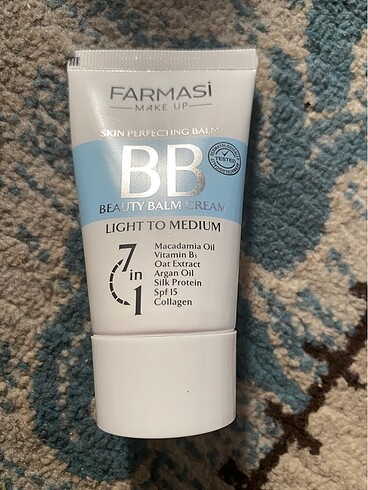 FARMASi
MAKE UP
SKIN PERFECTING BALM
BB
TESTED
BEAUTY BALM CREAM
LIGHT TO MEDIUM
7 in 1
Macadamia Oil
Vitamin B₃
Oat Extract
Argan Oil
Silk Protein
Spf 15
Collagen